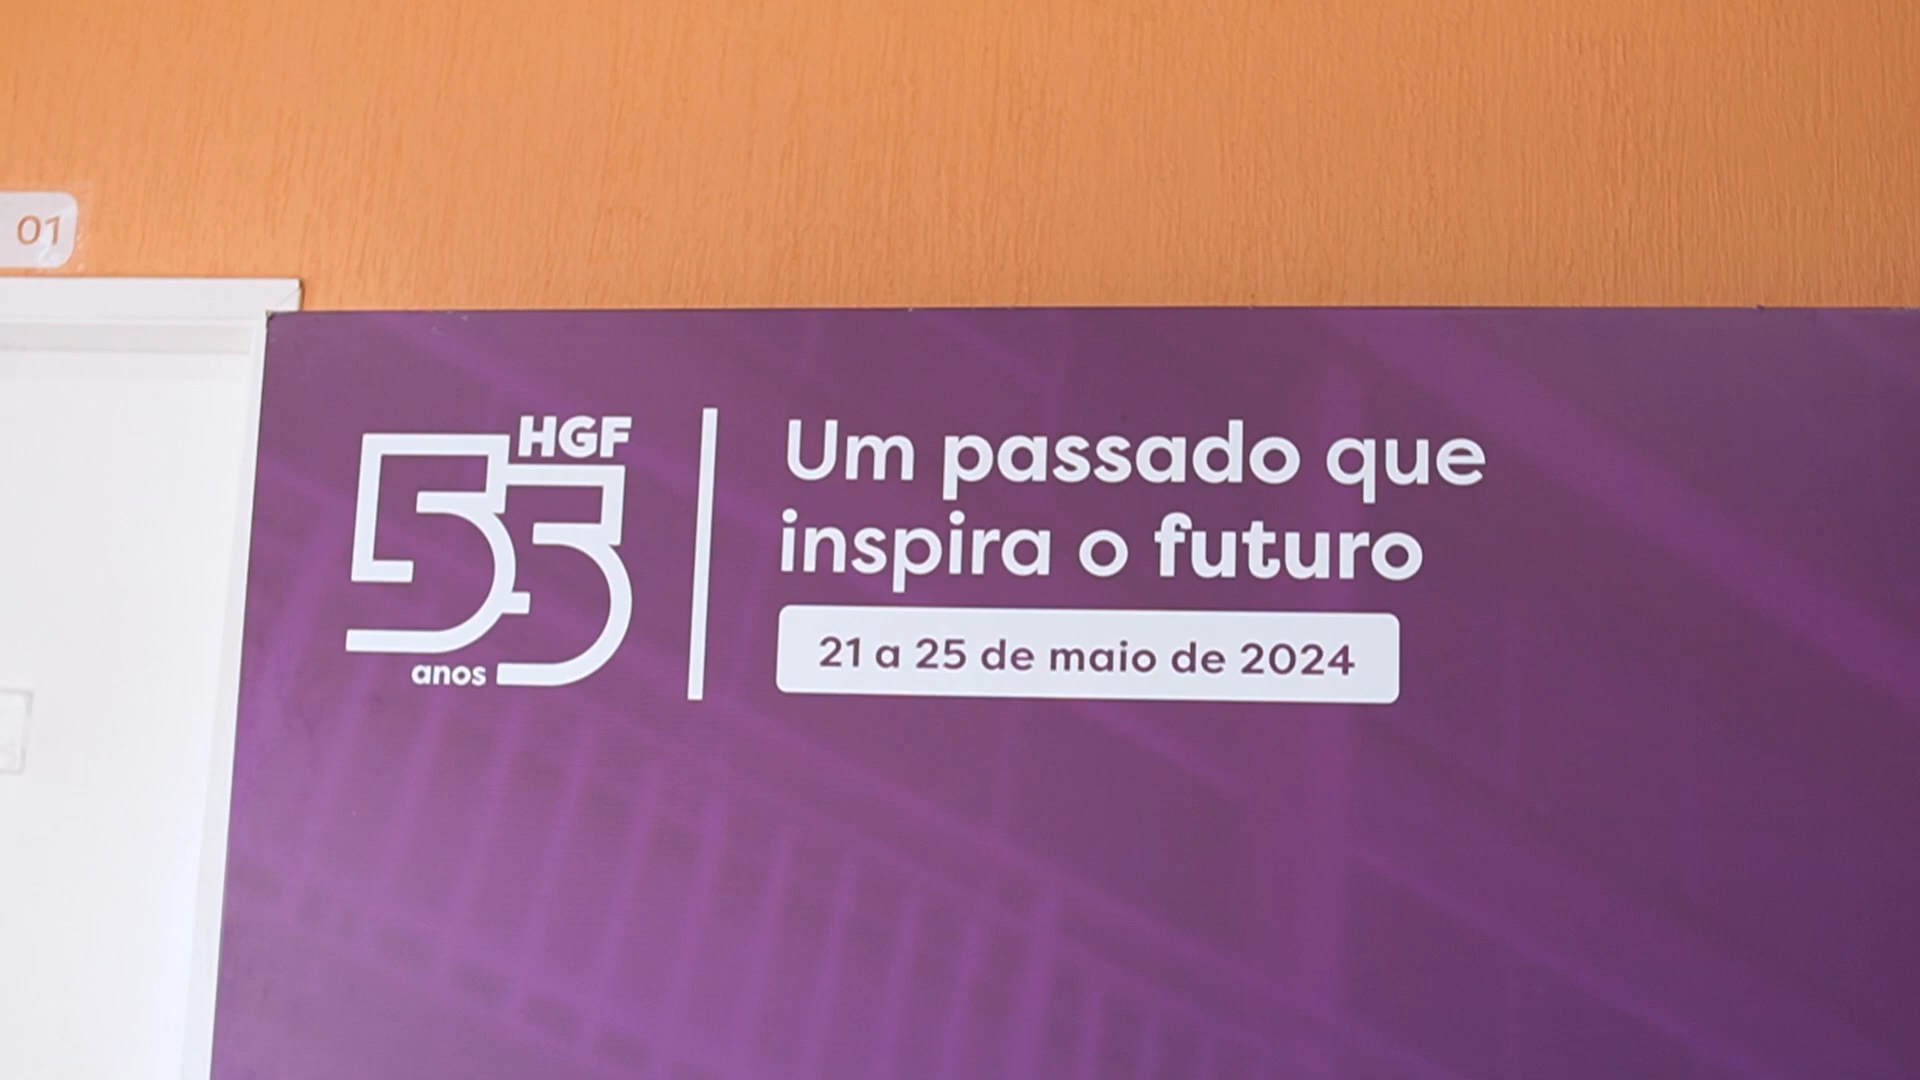 01
HGF
55
anos
Um passado que
inspira o futuro
21 a 25 de maio de 2024